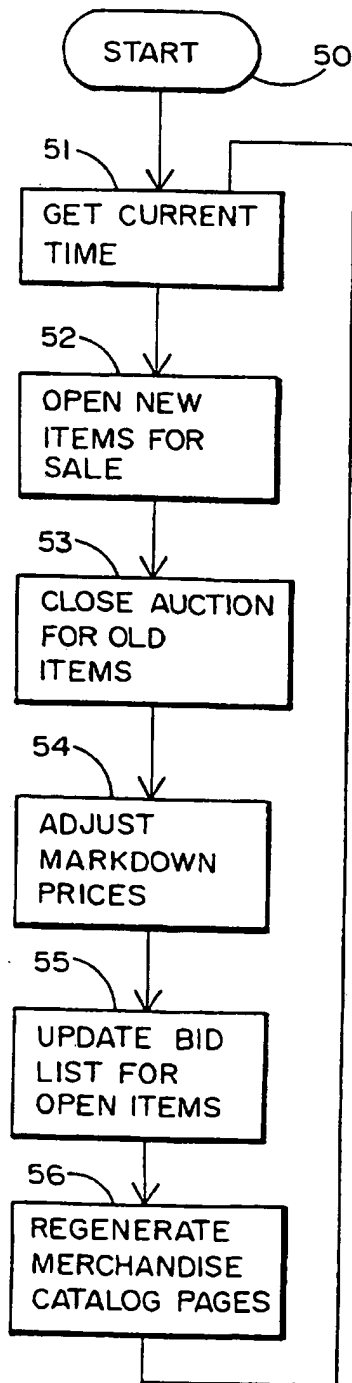 START
50
51
GET CURRENT
TIME
52
OPEN NEW
ITEMS FOR
SALE
53
CLOSE AUCTION
FOR OLD
ITEMS
54
ADJUST
MARKDOWN
PRICES
55
UPDATE BID
LIST FOR
OPEN ITEMS
56
REGENERATE
MERCHANDISE
CATALOG PAGES